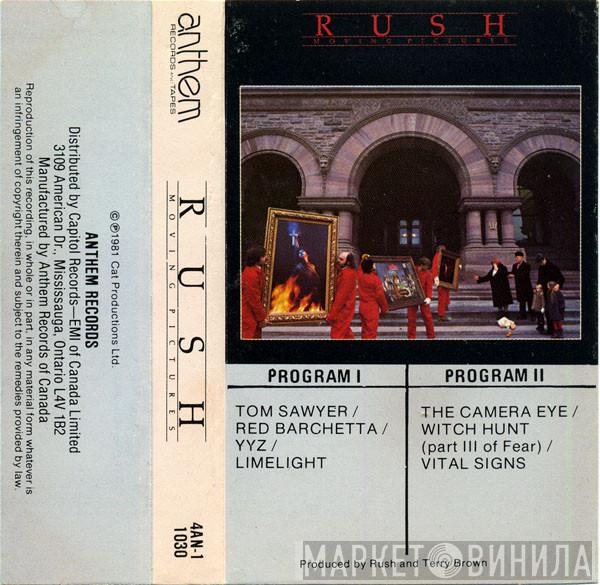 Reproduction of this recording, in whole or in part, in any material form whatever is
an infringement of copyright therein and subject to the remedies provided by law.
© ℗ 1981 Cat Productions Ltd.
ANTHEM RECORDS
Distributed by Capitol Records—EMI of Canada Limited
3109 American Dr., Mississauga, Ontario L4V 1B2
Manufactured by Anthem Records of Canada
anthem
RECORDS AND TAPES
RUSH
MOVING PICTURES
4AN-1
1030
RUSH
MOVING PICTURES
PROGRAM I
TOM SAWYER /
RED BARCHETTA /
YYZ /
LIMELIGHT
PROGRAM II
THE CAMERA EYE /
WITCH HUNT
(part III of Fear) /
VITAL SIGNS
Produced by Rush and Terry Brown
МАРКЕТ ВИНИЛА